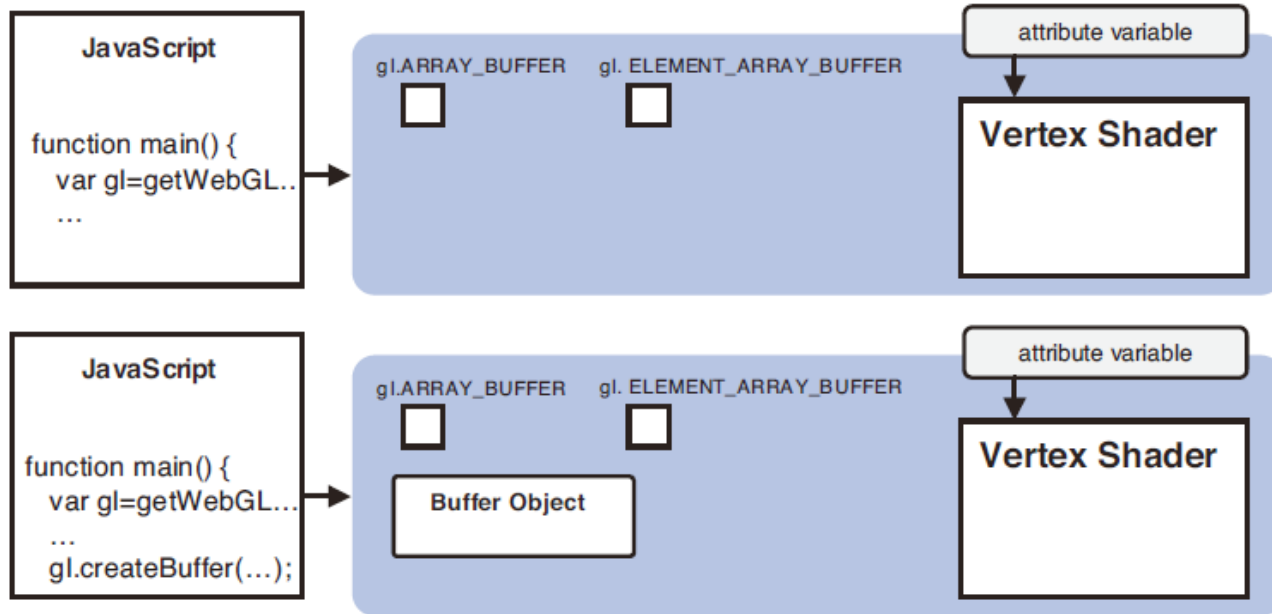 JavaScript
function main() {
var gl=getWebGL..
…
gl.ARRAY_BUFFER
gl. ELEMENT_ARRAY_BUFFER
attribute variable
Vertex Shader
JavaScript
function main() {
var gl=getWebGL…
…
gl.createBuffer(…);
gl.ARRAY_BUFFER
gl. ELEMENT_ARRAY_BUFFER
Buffer Object
attribute variable
Vertex Shader